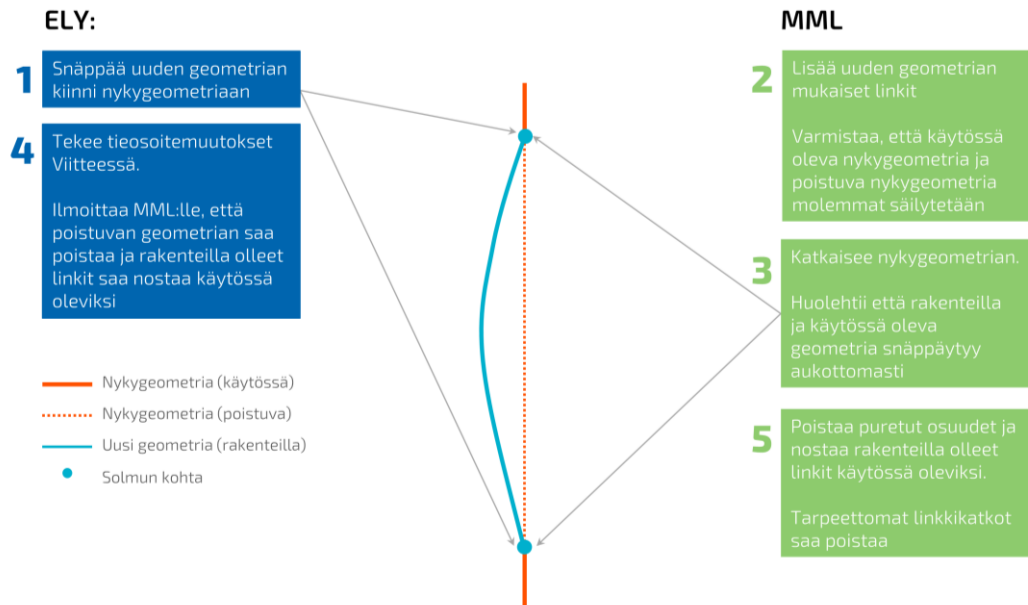 ELY:
1
Snäppää uuden geometrian
kiinni nykygeometriaan
4
Tekee tieosoitemuutokset
Viitteessä.
Ilmoittaa MML:lle, että
poistuvan geometrian saa
poistaa ja rakenteilla olleet
linkit saa nostaa käytössä
oleviksi
Nykygeometria (käytössä)
Nykygeometria (poistuva)
Uusi geometria (rakenteilla)
Solmun kohta
MML
2
Lisää uuden geometrian
mukaiset linkit
Varmistaa, että käytössä
oleva nykygeometria ja
poistuva nykygeometria
molemmat säilytetään
3
Katkaisee nykygeometrian.
Huolehtii että rakenteilla
ja käytössä oleva
geometria snäppäytyy
aukottomasti
5
Poistaa puretut osuudet ja
nostaa rakenteilla olleet
linkit käytössä oleviksi.
Tarpeettomat linkkikatkot
saa poistaa